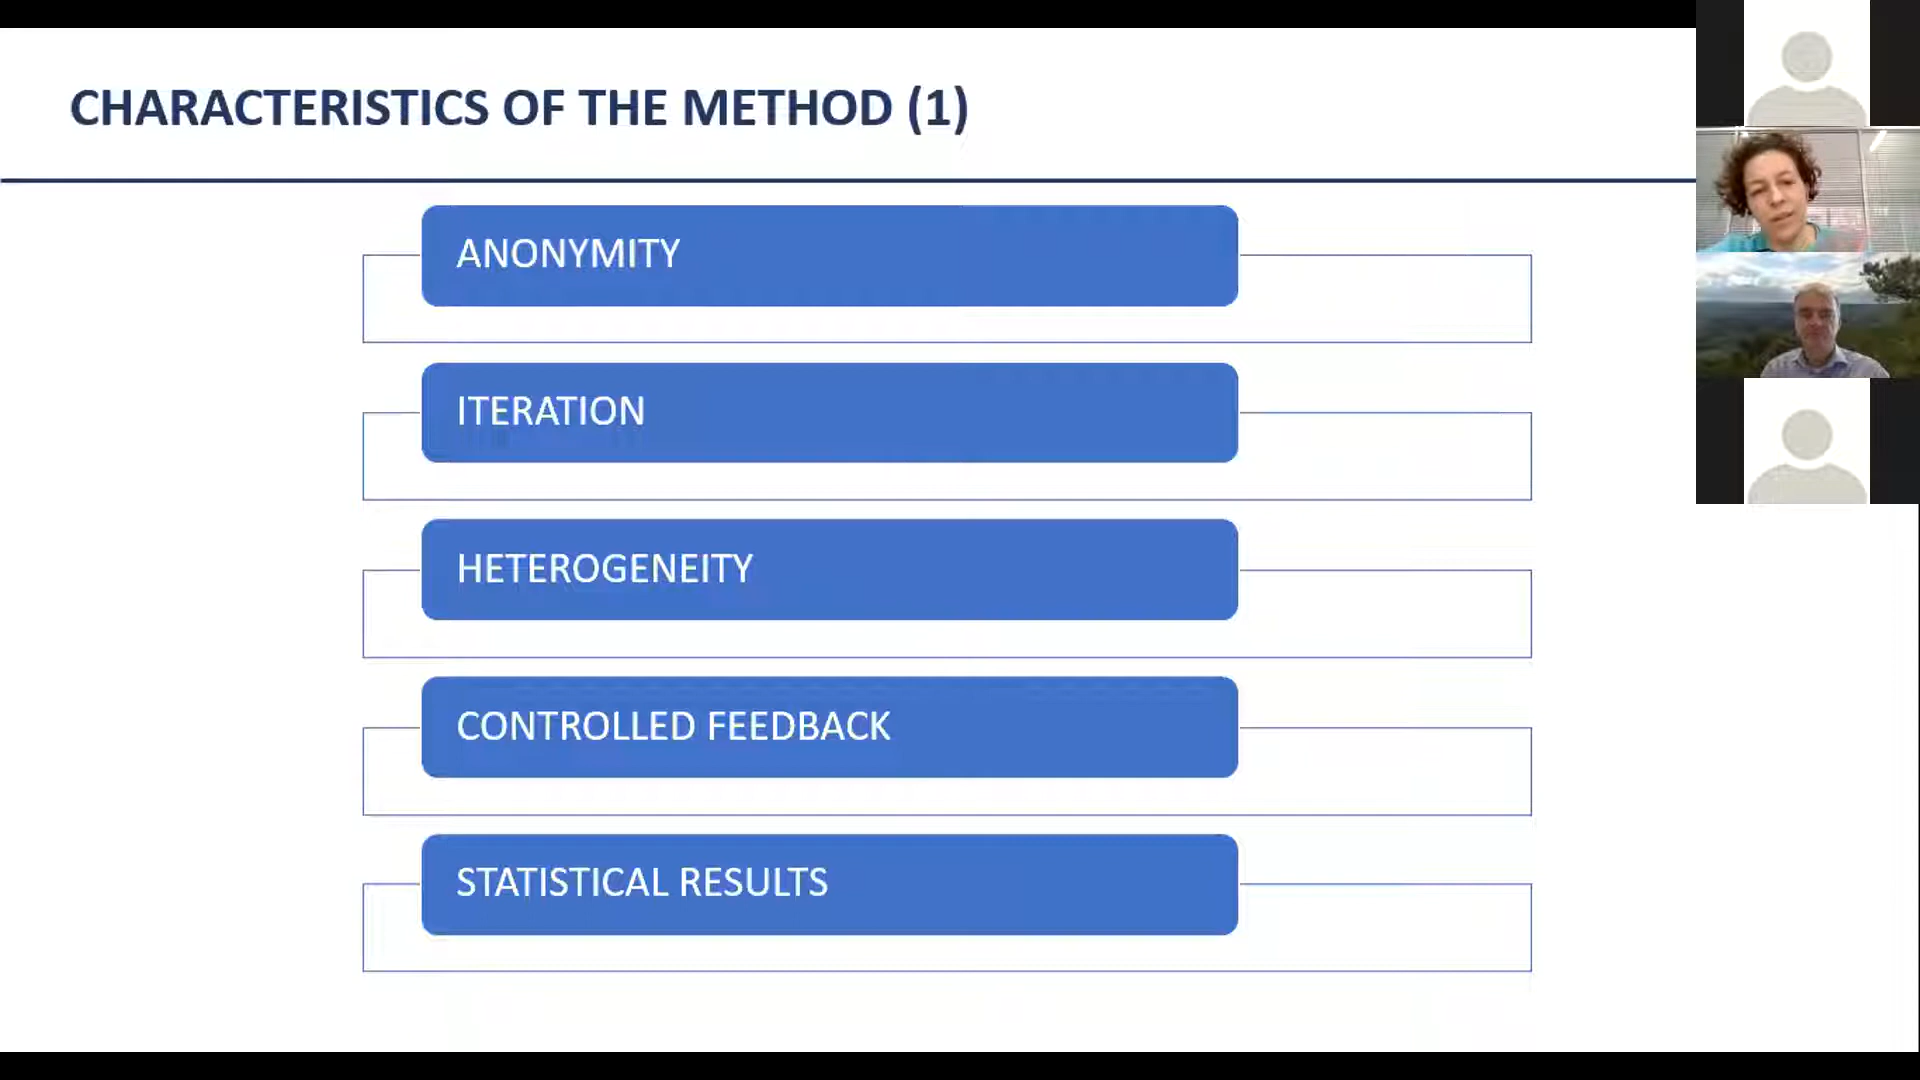 CHARACTERISTICS OF THE METHOD (1)
ANONYMITY
ITERATION
HETEROGENEITY
CONTROLLED FEEDBACK
STATISTICAL RESULTS